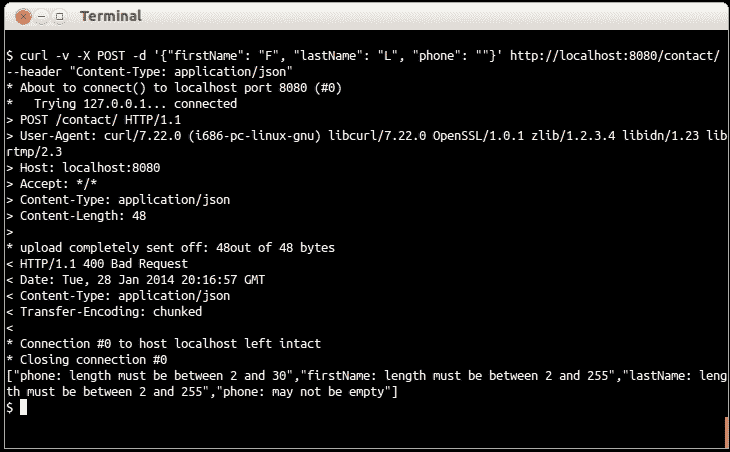 Terminal
$ curl -v -X POST -d '{"firstName": "F", "lastName": "L", "phone": ""}' http://localhost:8080/contact/
--header "Content-Type: application/json"
* About to connect() to localhost port 8080 (#0)
*   Trying 127.0.0.1... connected
> POST /contact/ HTTP/1.1
> User-Agent: curl/7.22.0 (i686-pc-linux-gnu) libcurl/7.22.0 OpenSSL/1.0.1 zlib/1.2.3.4 libidn/1.23 lib
rtmp/2.3
> Host: localhost:8080
> Accept: */*
> Content-Type: application/json
> Content-Length: 48
>
* upload completely sent off: 48out of 48 bytes
< HTTP/1.1 400 Bad Request
< Date: Tue, 28 Jan 2014 20:16:57 GMT
< Content-Type: application/json
< Transfer-Encoding: chunked
<
* Connection #0 to host localhost left intact
* Closing connection #0
["phone: length must be between 2 and 30","firstName: length must be between 2 and 255","lastName: leng
th must be between 2 and 255","phone: may not be empty"]
$